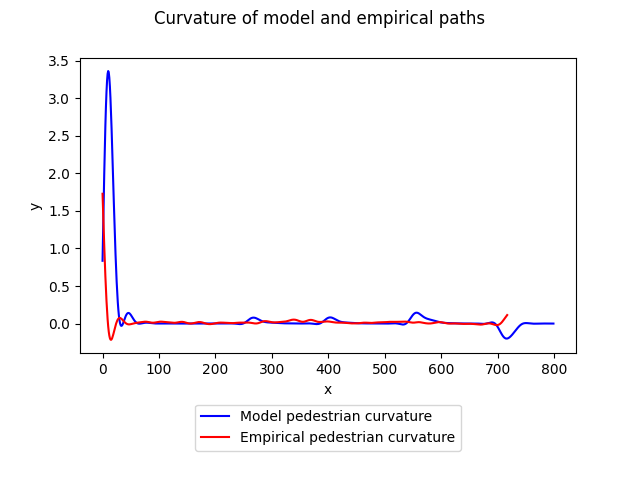 Curvature of model and empirical paths
3.5
3.0
2.5
2.0
1.5
1.0
0.5
0.0
y
0 100 200 300 400 500 600 700 800
x
Model pedestrian curvature
Empirical pedestrian curvature